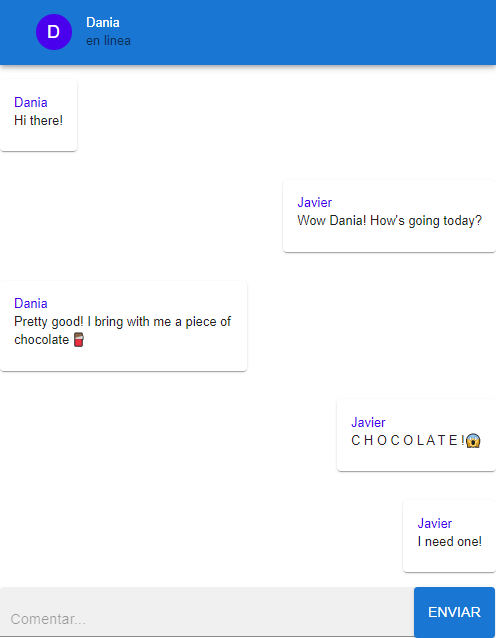 D
Dania
en linea
Dania
Hi there!
Javier
Wow Dania! How's going today?
Dania
Pretty good! I bring with me a piece of
chocolate 🍫
Javier
C H O C O L A T E !😱
Javier
I need one!
Comentar...
ENVIAR